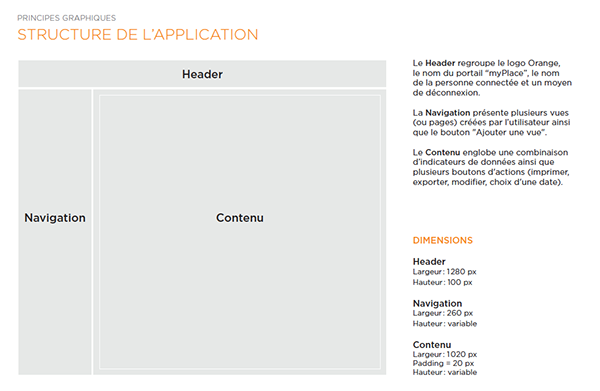 PRINCIPES GRAPHIQUES
STRUCTURE DE L'APPLICATION
Header
Navigation
Contenu
Le Header regroupe le logo Orange,
le nom du portail "myPlace", le nom
de la personne connectée et un moyen
de déconnexion.
La Navigation présente plusieurs vues
(ou pages) créées par l'utilisateur ainsi
que le bouton "Ajouter une vue".
Le Contenu englobe une combinaison
d'indicateurs de données ainsi que
plusieurs boutons d'actions (imprimer,
exporter, modifier, choix d'une date).
DIMENSIONS
Header
Largeur : 1280 px
Hauteur : 100 px
Navigation
Largeur : 260 px
Hauteur : variable
Contenu
Largeur : 1020 px
Padding = 20 px
Hauteur : variable